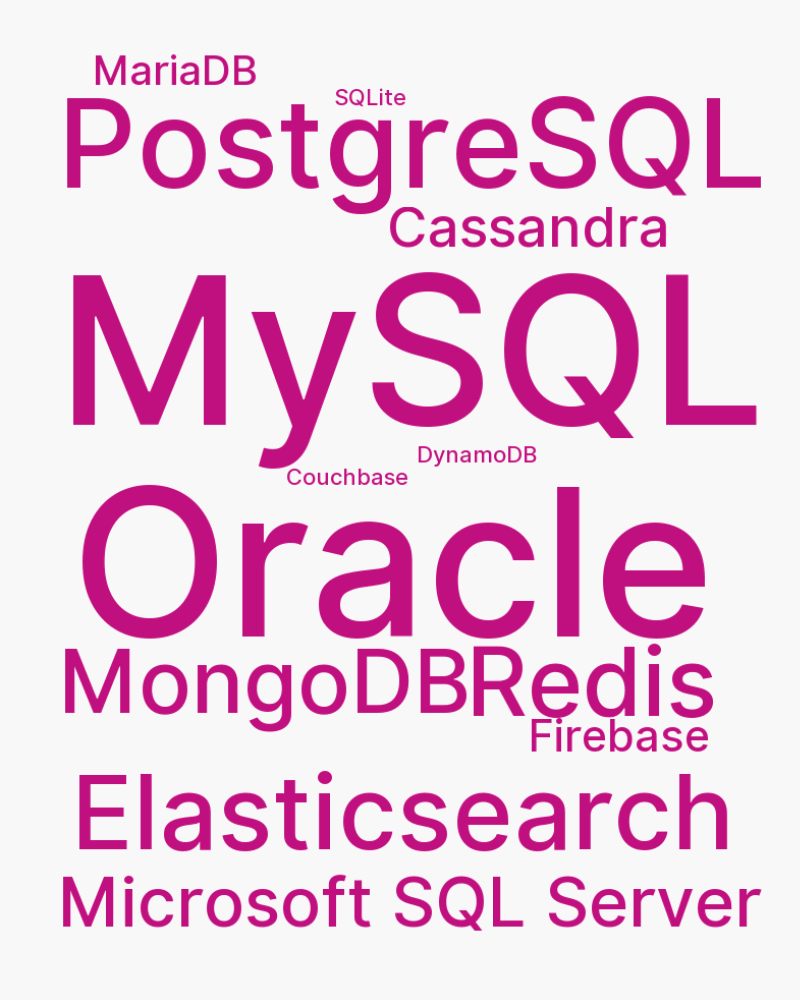 MariaDB
SQLite
PostgreSQL
Cassandra
MySQL
DynamoDB
Couchbase
Oracle
MongoDB
Redis
Firebase
Elasticsearch
Microsoft SQL Server